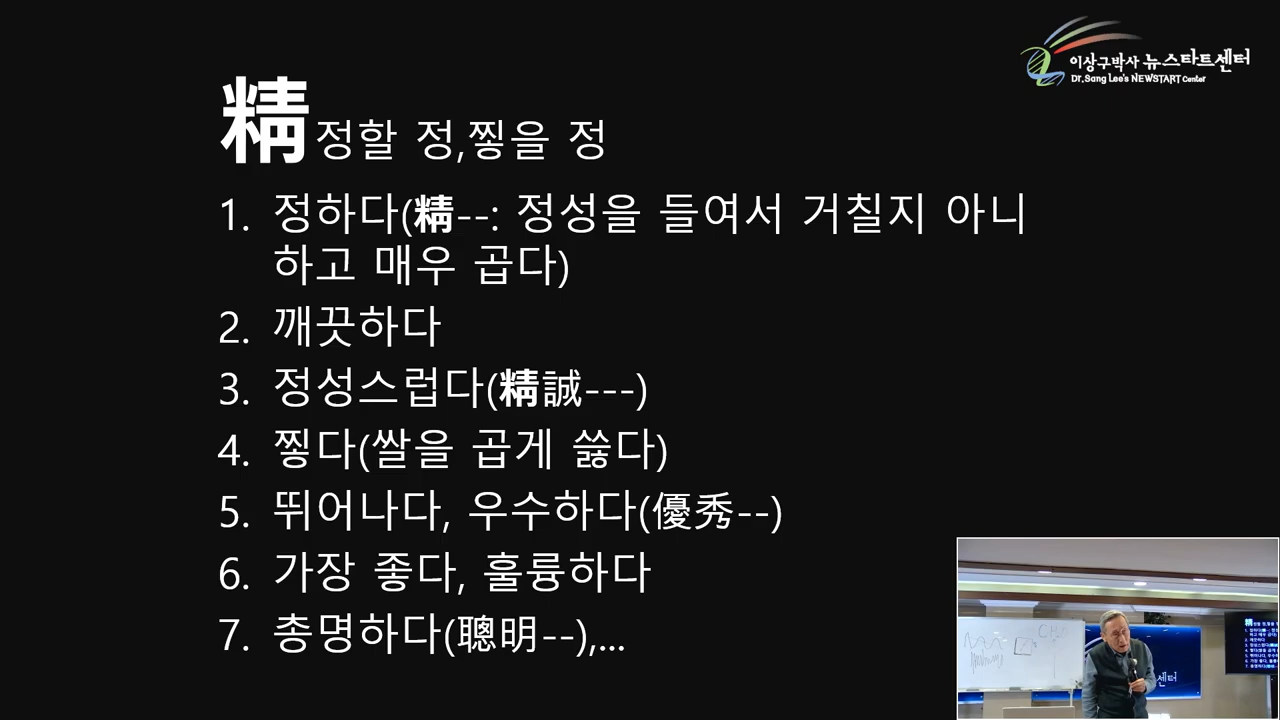 이상구박사 뉴스타트센터
Dr.Sang Lee's NEWSTART Center
精정할 정,찧을 정
1. 정하다(精--: 정성을 들여서 거칠지 아니
하고 매우 곱다)
2. 깨끗하다
3. 정성스럽다(精誠---)
4. 찧다(쌀을 곱게 쓿다)
5. 뛰어나다, 우수하다(優秀--)
6. 가장 좋다, 훌륭하다
7. 총명하다(聰明--),...
센터